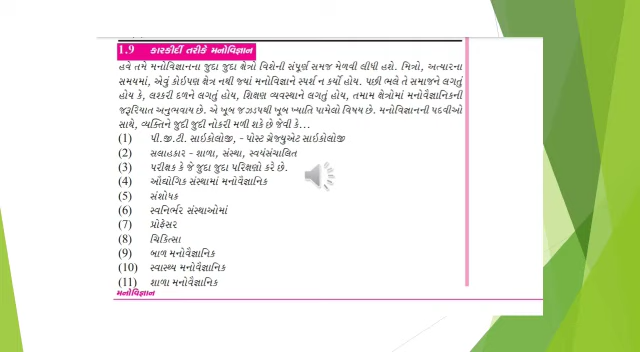 1.9 કારકીર્દી તરીકે મનોવિજ્ઞાન
હવે તમે મનોવિજ્ઞાનના જુદા જુદા ક્ષેત્રો વિશેની સંપૂર્ણ સમજ મેળવી લીધી હશે. મિત્રો, અત્યારના
સમયમાં, એવું કોઈપણ ક્ષેત્ર નથી જ્યાં મનોવિજ્ઞાને સ્પર્શ ન કર્યો હોય. પછી ભલે તે સમાજને લગતું
હોય કે, લશ્કરી દળને લગતું હોય, શિક્ષણ વ્યવસ્થાને લગતું હોય, તમામ ક્ષેત્રોમાં મનોવૈજ્ઞાનિકની
જરૂરિયાત અનુભવાય છે. એ ખૂબ જ ઝડપથી ખૂબ ખ્યાતિ પામેલો વિષય છે. મનોવિજ્ઞાનની પદવીઓ
સાથે, વ્યક્તિને જુદી જુદી નોકરી મળી શકે છે જેવી કે...
(1) પી.જી.ટી. સાઈકોલોજી, - પોસ્ટ ગ્રેજ્યુએટ સાઈકોલોજી
(2) સલાહકાર - શાળા, સંસ્થા, સ્વયંસંચાલિત
(3) પરીક્ષક કે જે જુદા જુદા પરિક્ષણો કરે છે.
(4) ઔદ્યોગિક સંસ્થામાં મનોવૈજ્ઞાનિક
(5) સંશોધક
(6) સ્વનિર્ભર સંસ્થાઓમાં
(7) પ્રોફેસર
(8) ચિકિત્સા
(9) બાળ મનોવૈજ્ઞાનિક
(10) સ્વાસ્થ્ય મનોવૈજ્ઞાનિક
(11) શાળા મનોવૈજ્ઞાનિક
મનોવિજ્ઞાન